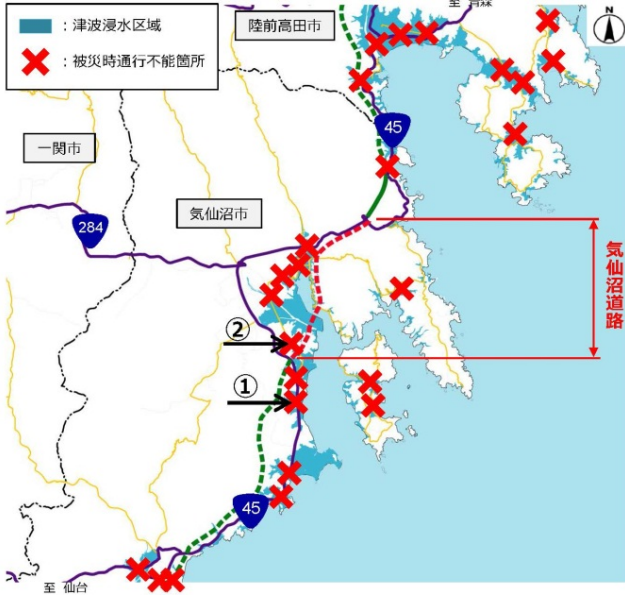 ：津波浸水区域
：被災時通行不能箇所
至 青森
N
陸前高田市
45
一関市
気仙沼市
284
気仙沼道路
②
①
45
至 仙台